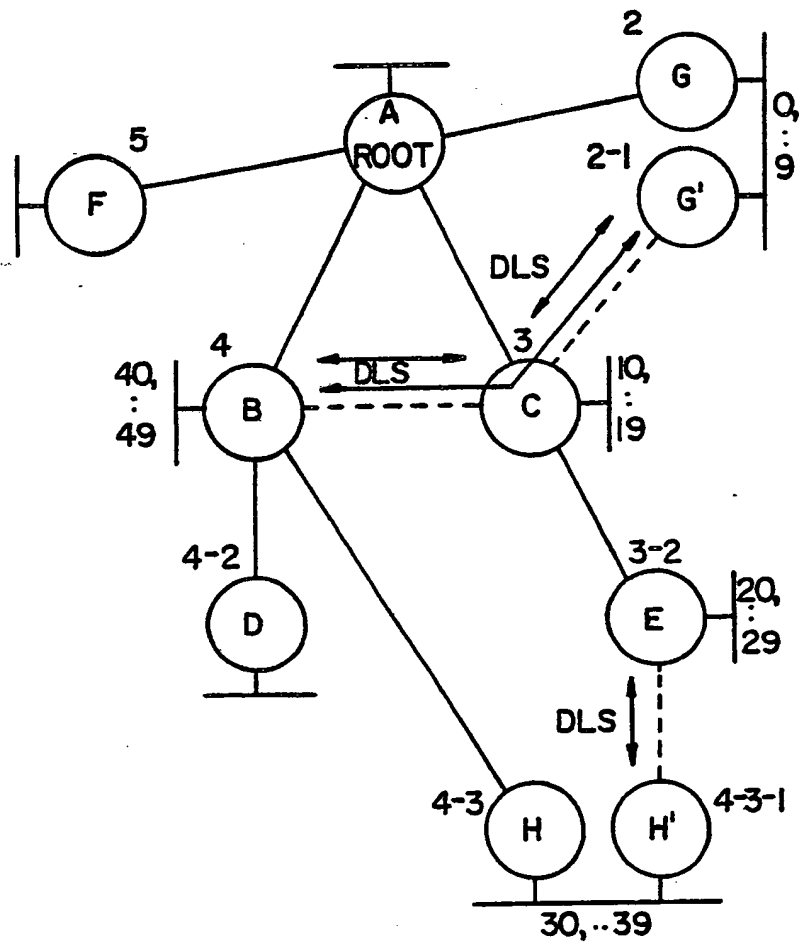 2
G
A
ROOT
0,
:
9
5
F
2-1
G'
DLS
3
4
40,
:
49
B
DLS
C
10,
:
19
4-2
D
3-2
E
20,
:
29
DLS
4-3
H
H'
4-3-1
30,··39